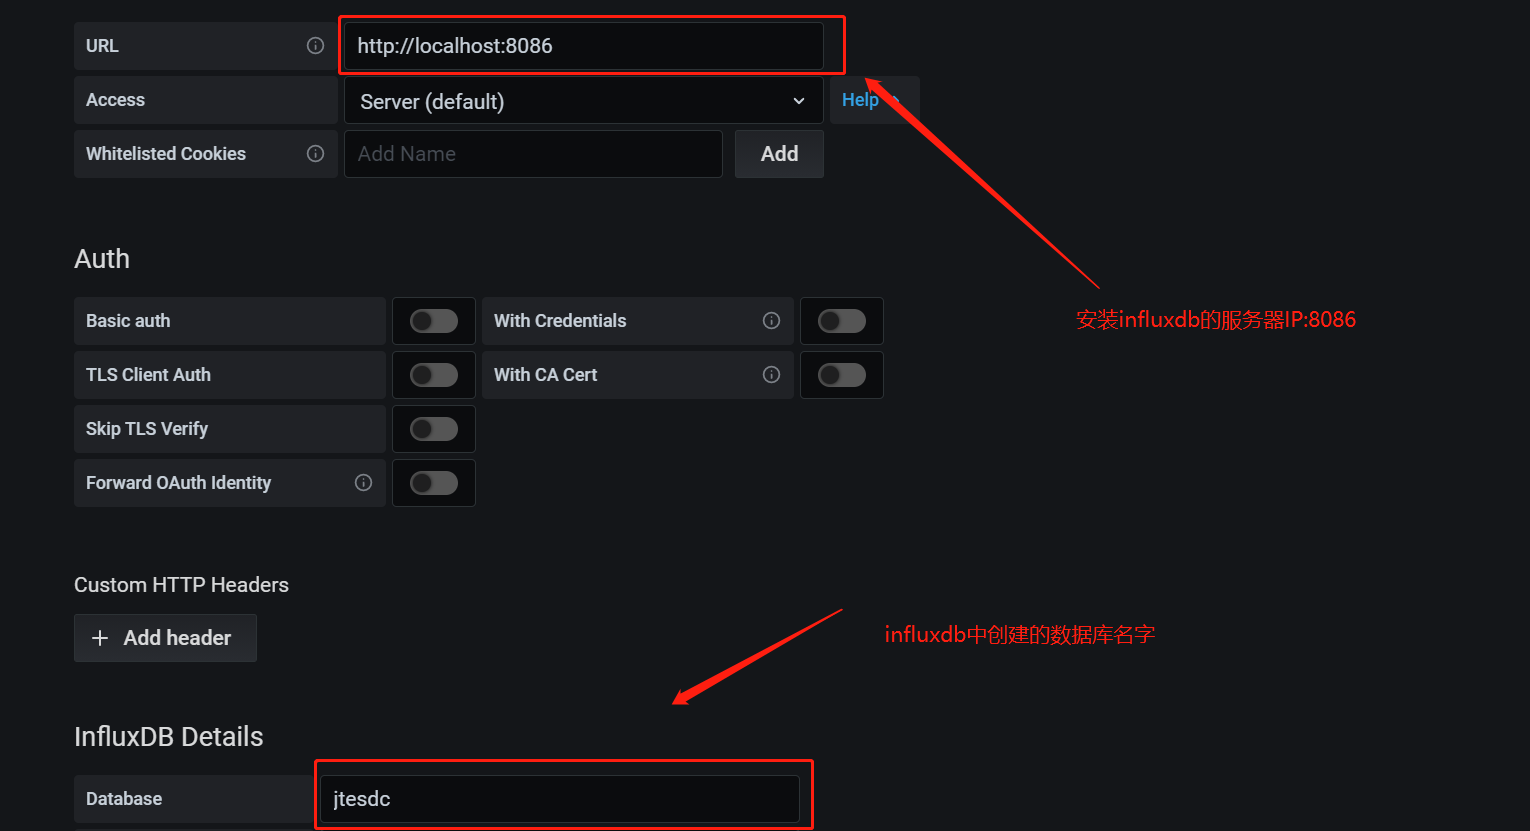 URL
http://localhost:8086
Access
Server (default)
Help
Whitelisted Cookies
Add Name
Add
Auth
安装influxdb的服务器IP:8086
Basic auth
With Credentials
TLS Client Auth
With CA Cert
Skip TLS Verify
Forward OAuth Identity
Custom HTTP Headers
Add header
influxdb中创建的数据库名字
InfluxDB Details
Database
jtesdc